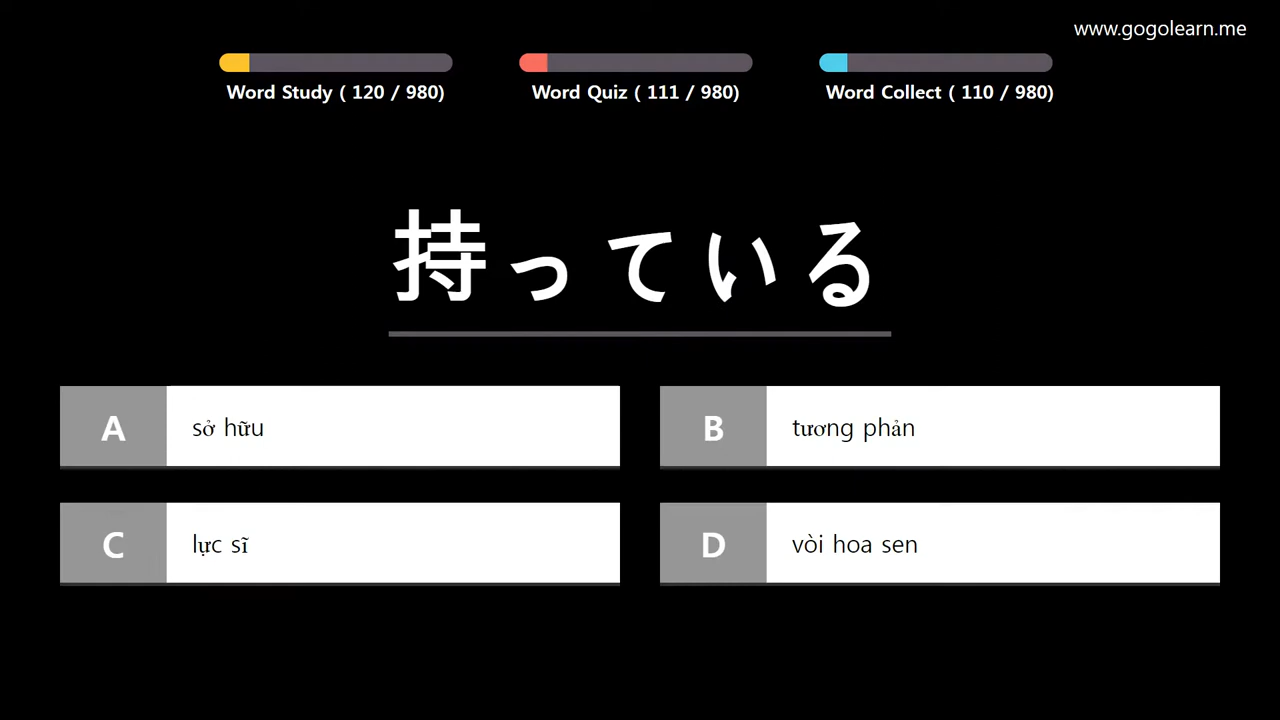 www.gogolearn.me
Word Study ( 120 / 980)
Word Quiz ( 111 / 980)
Word Collect ( 110 / 980)
持っている
A sở hữu
B tương phản
C lực sĩ
D vòi hoa sen